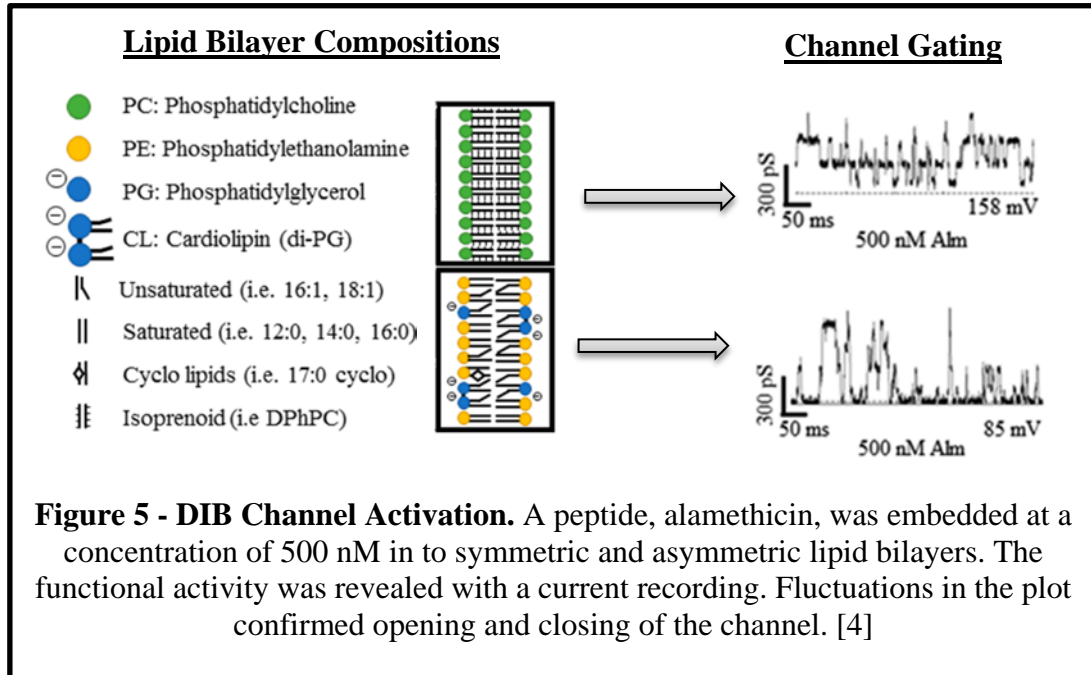 Lipid Bilayer Compositions
PC: Phosphatidylcholine
PE: Phosphatidylethanolamine
PG: Phosphatidylglycerol
CL: Cardiolipin (di-PG)
Unsaturated (i.e. 16:1, 18:1)
Saturated (i.e. 12:0, 14:0, 16:0)
Cyclo lipids (i.e. 17:0 cyclo)
Isoprenoid (i.e DPhPC)
Channel Gating
300 pS
50 ms
158 mV
500 nM Alm
300 pS
50 ms
85 mV
500 nM Alm
Figure 5 - DIB Channel Activation. A peptide, alamethicin, was embedded at a
concentration of 500 nM in to symmetric and asymmetric lipid bilayers. The
functional activity was revealed with a current recording. Fluctuations in the plot
confirmed opening and closing of the channel. [4]